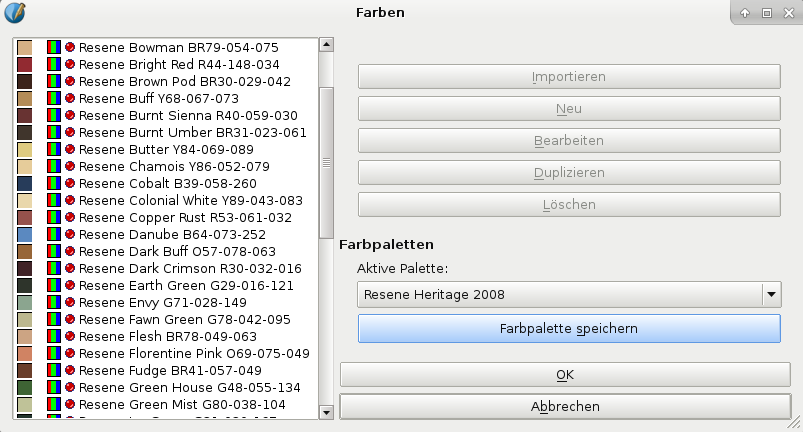 Farben
Resene Bowman BR79-054-075
Resene Bright Red R44-148-034
Resene Brown Pod BR30-029-042
Resene Buff Y68-067-073
Resene Burnt Sienna R40-059-030
Resene Burnt Umber BR31-023-061
Resene Butter Y84-069-089
Resene Chamois Y86-052-079
Resene Cobalt B39-058-260
Resene Colonial White Y89-043-083
Resene Copper Rust R53-061-032
Resene Danube B64-073-252
Resene Dark Buff O57-078-063
Resene Dark Crimson R30-032-016
Resene Earth Green G29-016-121
Resene Envy G71-028-149
Resene Fawn Green G78-042-095
Resene Flesh BR78-049-063
Resene Florentine Pink O69-075-049
Resene Fudge BR41-057-049
Resene Green House G48-055-134
Resene Green Mist G80-038-104
Importieren
Neu
Bearbeiten
Duplizieren
Löschen
Farbpaletten
Aktive Palette:
Resene Heritage 2008
Farbpalette speichern
OK
Abbrechen